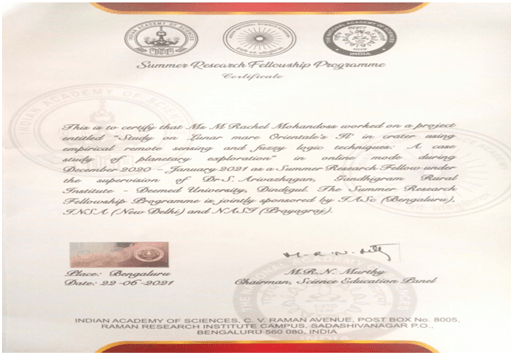 INDIAN ACADEMY OF SCIENCES
INDIA
Summer Research Fellowship Programme
Certificate
This is to certify that Ms M Rachel Mohandoss worked on a project
entitled "Study on Lunar mare Orientale's H' in crater using
empirical remote sensing and fuzzy logic techniques: A case
study of planetary exploration" in online mode during
December-2020 - January-2021 as a Summer Research Fellow under
the supervision of Dr.S. Arivazhagan, Gandhigram Rural
Institute - Deemed University, Dindigul. The Summer Research
Fellowship Programme is jointly sponsored by IASc (Bengaluru),
INSA (New Delhi) and NASI (Prayagraj).
Place: Bengaluru
Date: 22-06-2021
M.R.N. Murthy
Chairman, Science Education Panel
INDIAN ACADEMY OF SCIENCES, C. V. RAMAN AVENUE, POST BOX No. 8005,
RAMAN RESEARCH INSTITUTE CAMPUS, SADASHIVANAGAR P.O.,
BENGALURU 560 080, INDIA